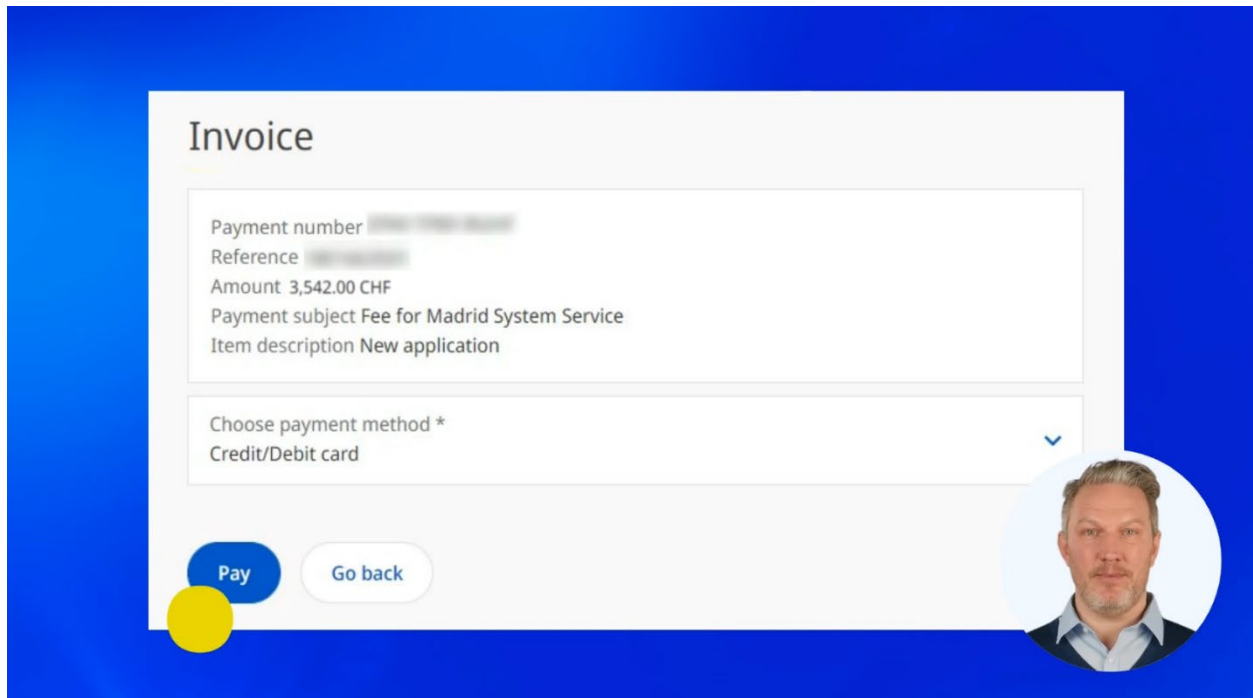 Invoice
Payment number
Reference
Amount 3,542.00 CHF
Payment subject Fee for Madrid System Service
Item description New application
Choose payment method *
Credit/Debit card
Pay
Go back